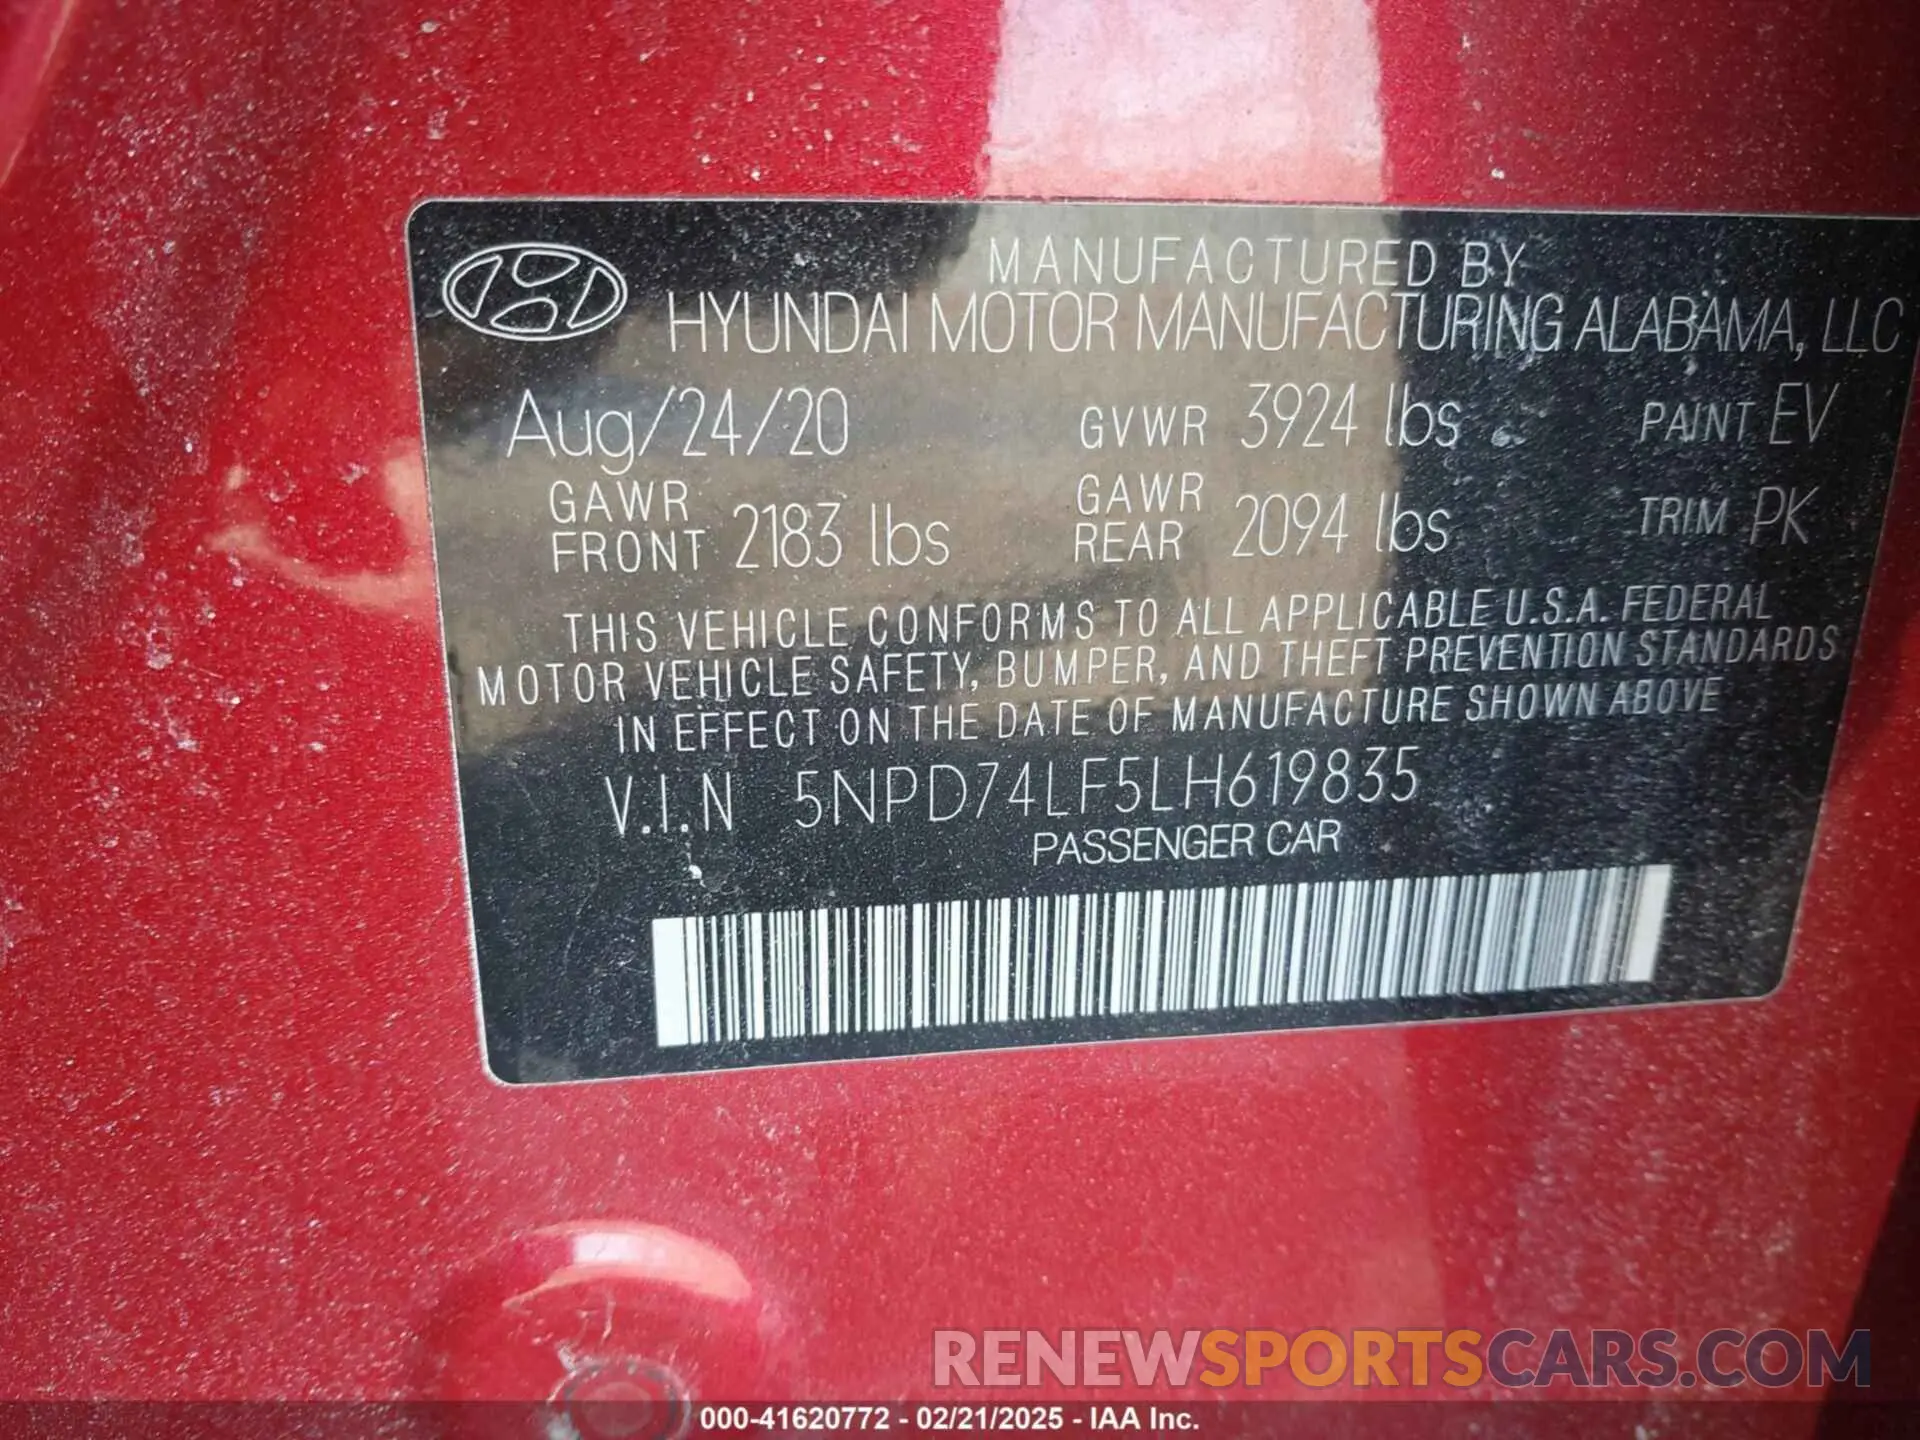 MANUFACTURED BY
HYUNDAI MOTOR MANUFACTURING ALABAMA, LLC
Aug/24/20 GVWR 3924 lbs PAINT EV
GAWR FRONT 2183 lbs GAWR REAR 2094 lbs TRIM PK
THIS VEHICLE CONFORMS TO ALL APPLICABLE U.S.A. FEDERAL
MOTOR VEHICLE SAFETY, BUMPER, AND THEFT PREVENTION STANDARDS
IN EFFECT ON THE DATE OF MANUFACTURE SHOWN ABOVE
V.I.N 5NPD74LF5LH619835
PASSENGER CAR
RENEWSPORTSCARS.COM
000-41620772 - 02/21/2025 - IAA Inc.